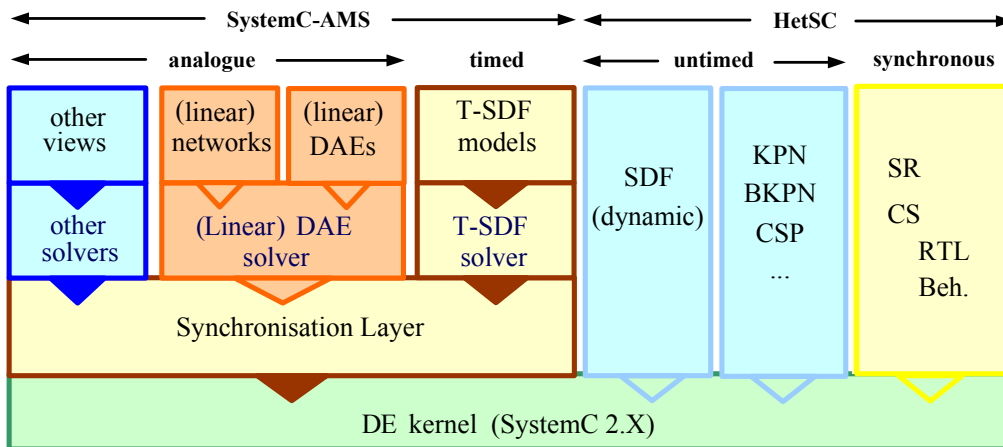 SystemC-AMS
HetSC
analogue
timed
untimed
synchronous
other
views
(linear)
networks
(linear)
DAEs
T-SDF
models
other
solvers
(Linear) DAE
solver
T-SDF
solver
SDF
(dynamic)
KPN
BKPN
CSP
...
SR
CS
RTL
Beh.
Synchronisation Layer
DE kernel (SystemC 2.X)